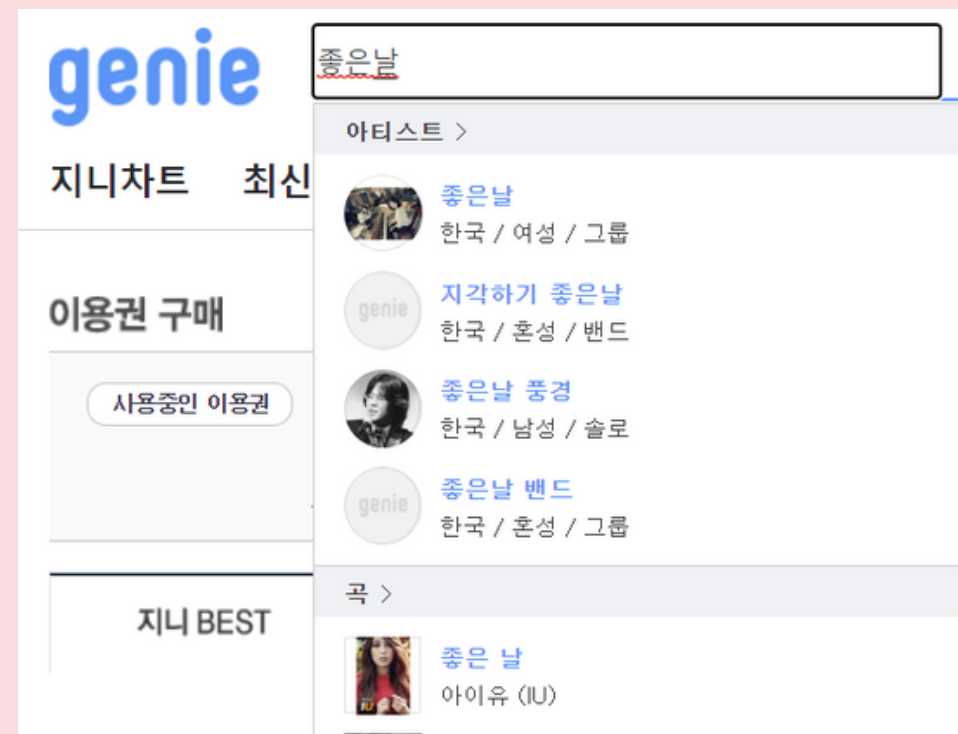 genie
좋은날
지니차트 최신
아티스트 >
좋은날
한국 / 여성 / 그룹
genie
지각하기 좋은날
한국 / 혼성 / 밴드
좋은날 풍경
한국 / 남성 / 솔로
genie
좋은날 밴드
한국 / 혼성 / 그룹
이용권 구매
사용중인 이용권
지니 BEST
곡 >
좋은 날
아이유 (IU)
IU